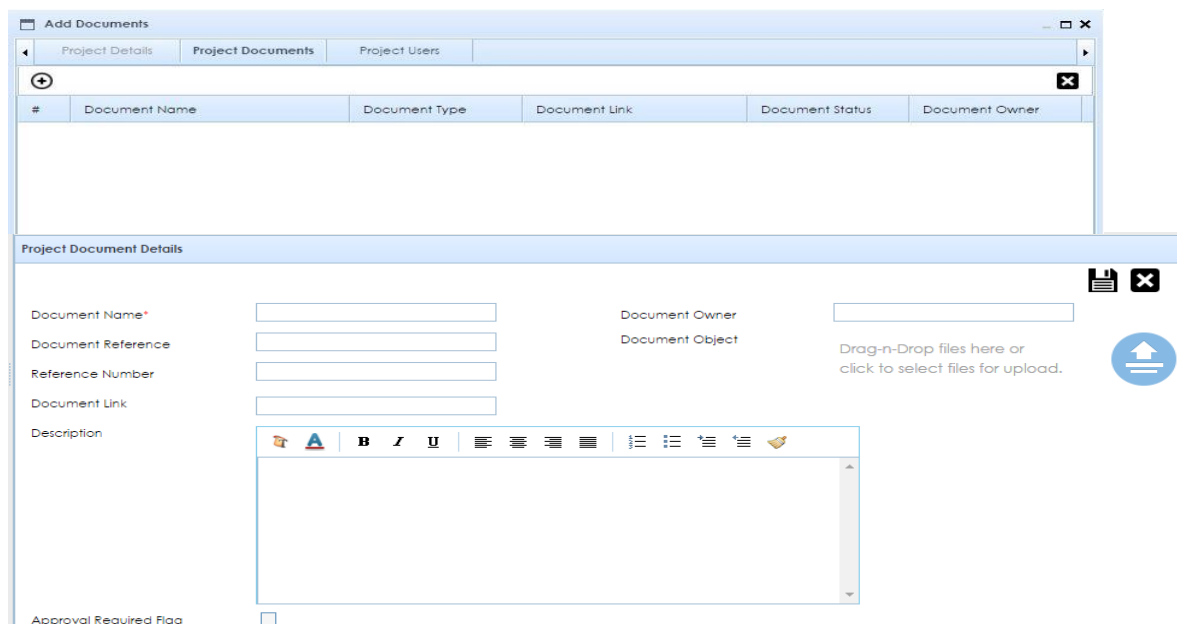 Add Documents
Project Details Project Documents Project Users
# Document Name Document Type Document Link Document Status Document Owner
Project Document Details
Document Name* Document Owner
Document Reference Document Object
Drag-n-Drop files here or
click to select files for upload.
Reference Number
Document Link
Description
B I U
Approval Required Flag